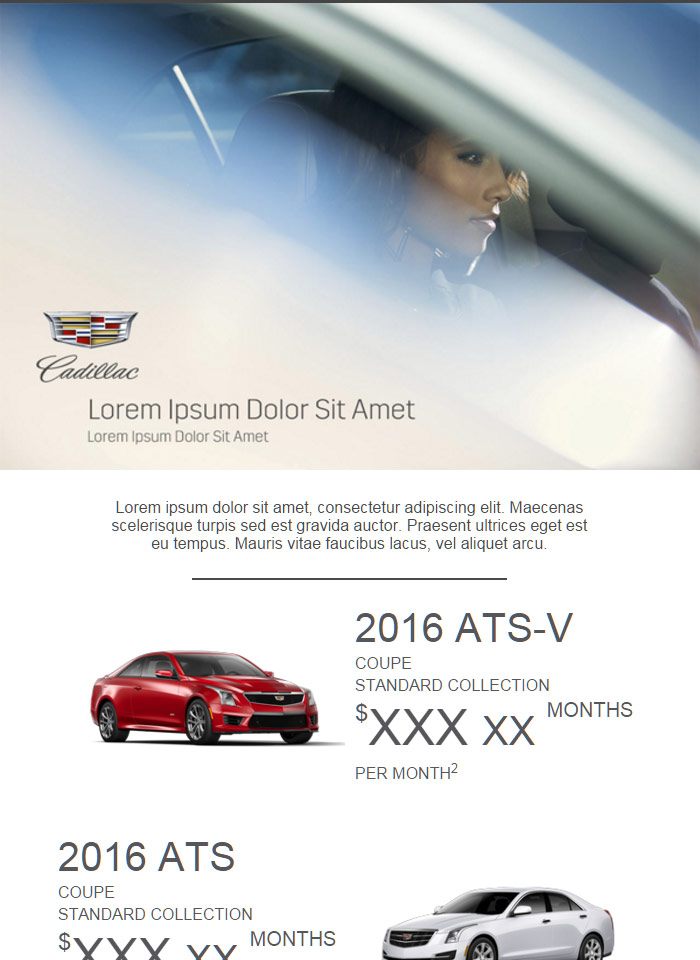 Cadillac
Lorem Ipsum Dolor Sit Amet
Lorem Ipsum Dolor Sit Amet
Lorem ipsum dolor sit amet, consectetur adipiscing elit. Maecenas
scelerisque turpis sed est gravida auctor. Praesent ultrices eget est
eu tempus. Mauris vitae faucibus lacus, vel aliquet arcu.
2016 ATS-V
COUPE
STANDARD COLLECTION
$XXX XX MONTHS
PER MONTH²
2016 ATS
COUPE
STANDARD COLLECTION
$XXX XX MONTHS